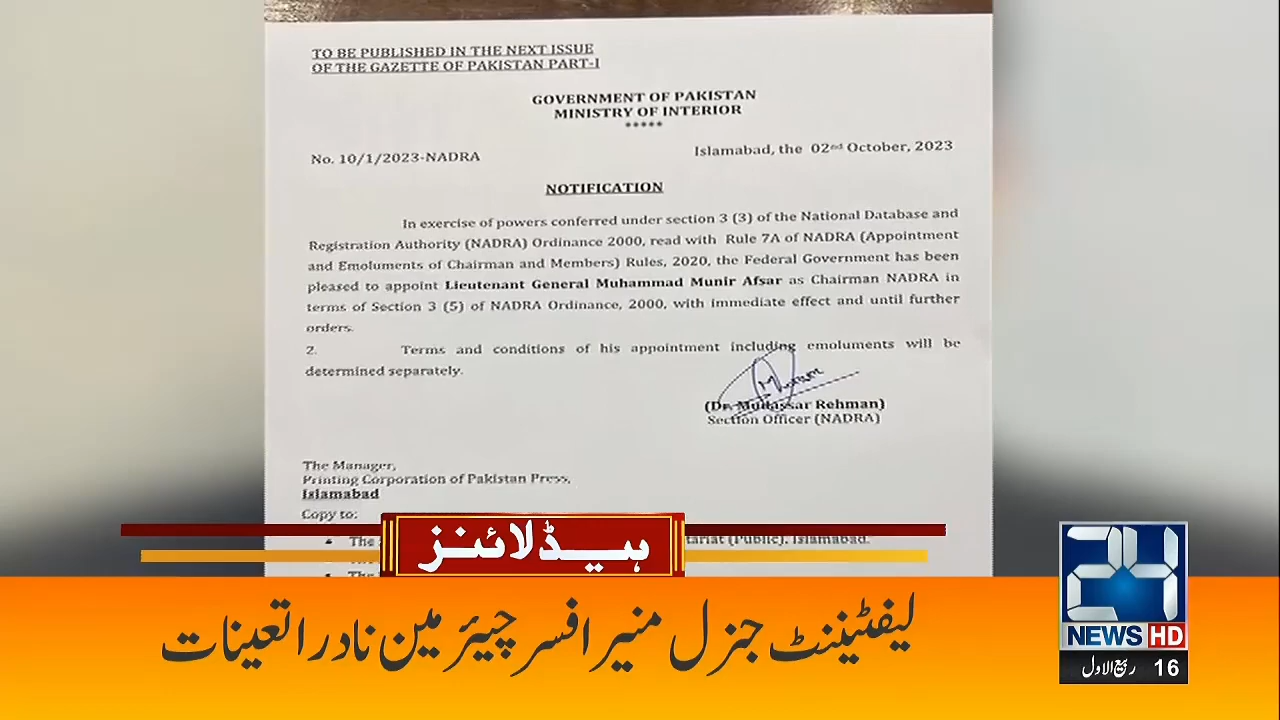 TO BE PUBLISHED IN THE NEXT ISSUE
OF THE GAZETTE OF PAKISTAN PART-I
GOVERNMENT OF PAKISTAN
MINISTRY OF INTERIOR
*****
No. 10/1/2023-NADRA
Islamabad, the 02nd October, 2023
NOTIFICATION
In exercise of powers conferred under section 3 (3) of the National Database and
Registration Authority (NADRA) Ordinance 2000, read with Rule 7A of NADRA (Appointment
and Emoluments of Chairman and Members) Rules, 2020, the Federal Government has been
pleased to appoint Lieutenant General Muhammad Munir Afsar as Chairman NADRA in
terms of Section 3 (5) of NADRA Ordinance, 2000, with immediate effect and until further
orders.
2. Terms and conditions of his appointment including emoluments will be
determined separately.
(Dr. Mudassar Rehman)
Section Officer (NADRA)
The Manager,
Printing Corporation of Pakistan Press,
Islamabad
Copy to:
The
(Public), Islamabad.
ہیڈلائنز
لیفٹیننٹ جنرل منیر افسر چیئرمین نادرا تعینات
24
NEWS HD
16 ربیع الاول